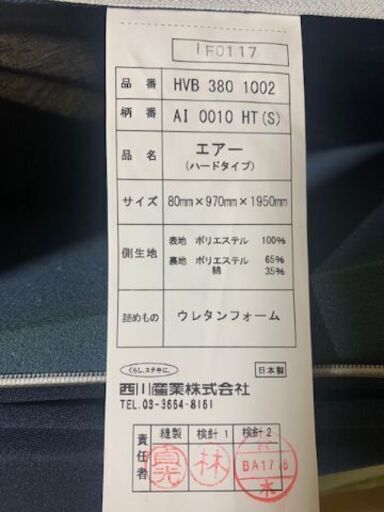 IF0117
品番 HVB 380 1002
柄番 AI 0010 HT(S)
品名 エアー
(ハードタイプ)
サイズ 80mm×970mm×1950mm
側生地 表地 ポリエステル 100%
裏地 ポリエステル 65%
綿 35%
詰めもの ウレタンフォーム
くらし、ステキに。 日本製
西川産業株式会社
TEL.03-3664-8161
責任者 縫製 検針1 検針2
林
BA17.6
水